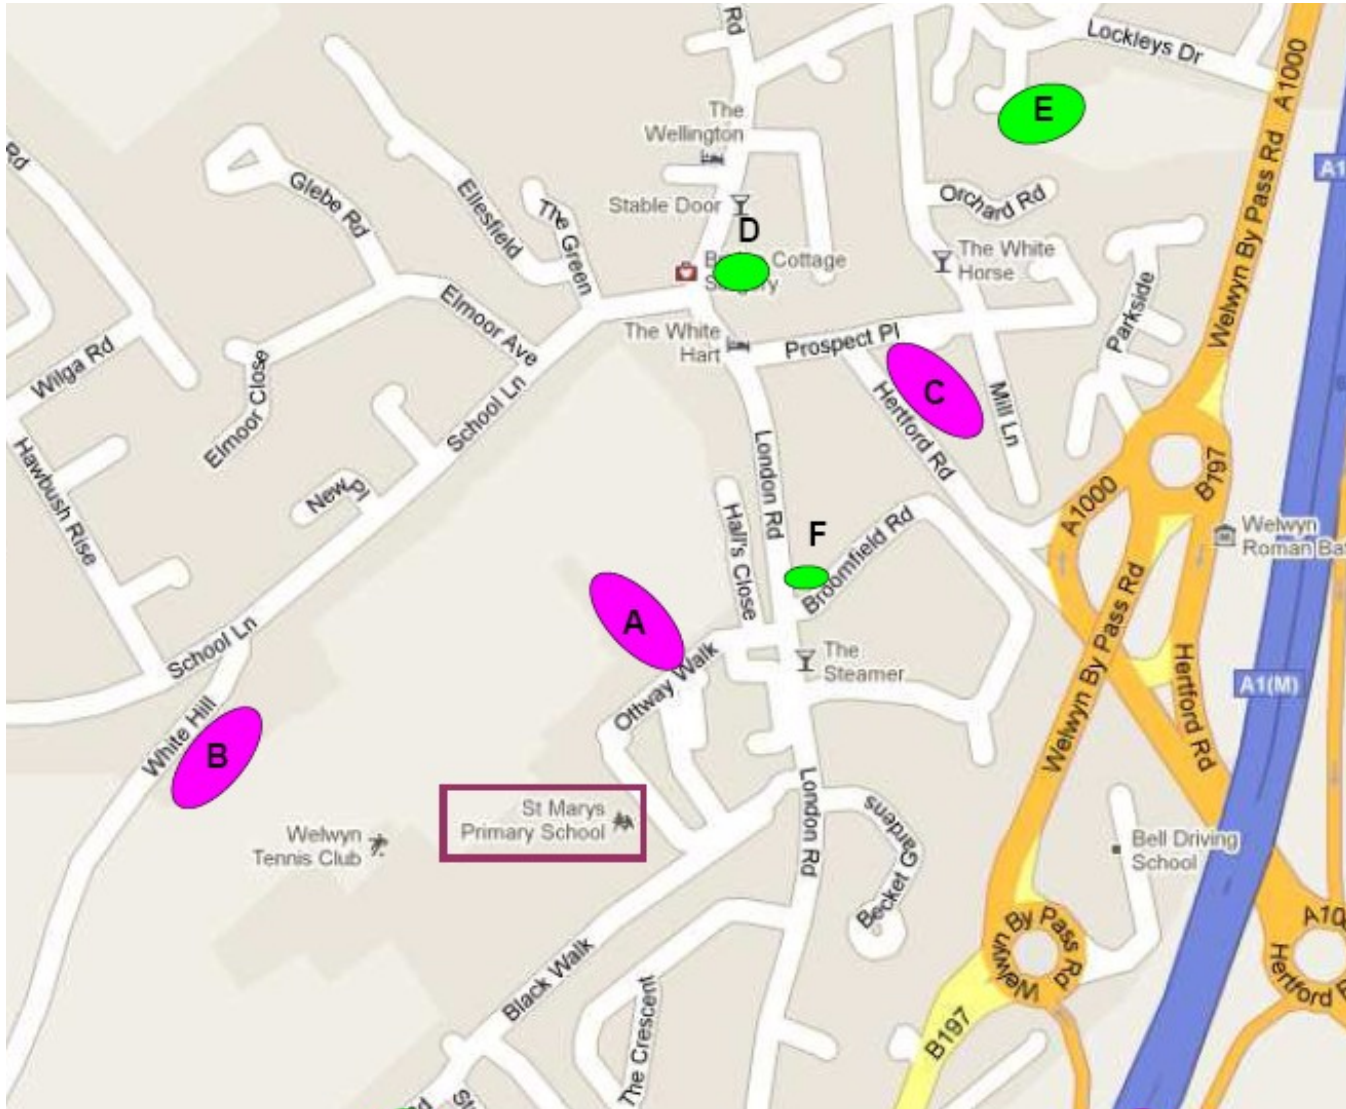 Rd
Lockleys Dr
A1000
The
Wellington
E
A1
Rd
Glebe Rd
Ellesfield
The Green
Stable Door
Orchard Rd
Welwyn By Pass Rd
D
Cottage
The White
Horse
Parkside
Elmoor Ave
The White
Hart
Prospect Pl
Wilga Rd
Elmoor Close
School Ln
C
Hertford Rd
Mill Ln
Hawbush Rise
New Pl
London Rd
Hall's Close
F
Broomfield Rd
A1000
B197
Welwyn
Roman Bat
A
School Ln
Ottway Walk
The
Steamer
Welwyn By Pass Rd
Hertford Rd
A1(M)
White Hill
B
St Marys
Primary School
Welwyn
Tennis Club
London Rd
Becket Gardens
Bell Driving
School
Black Walk
The Crescent
Welwyn By Pass Rd
B197
A10
Hertford
Rd